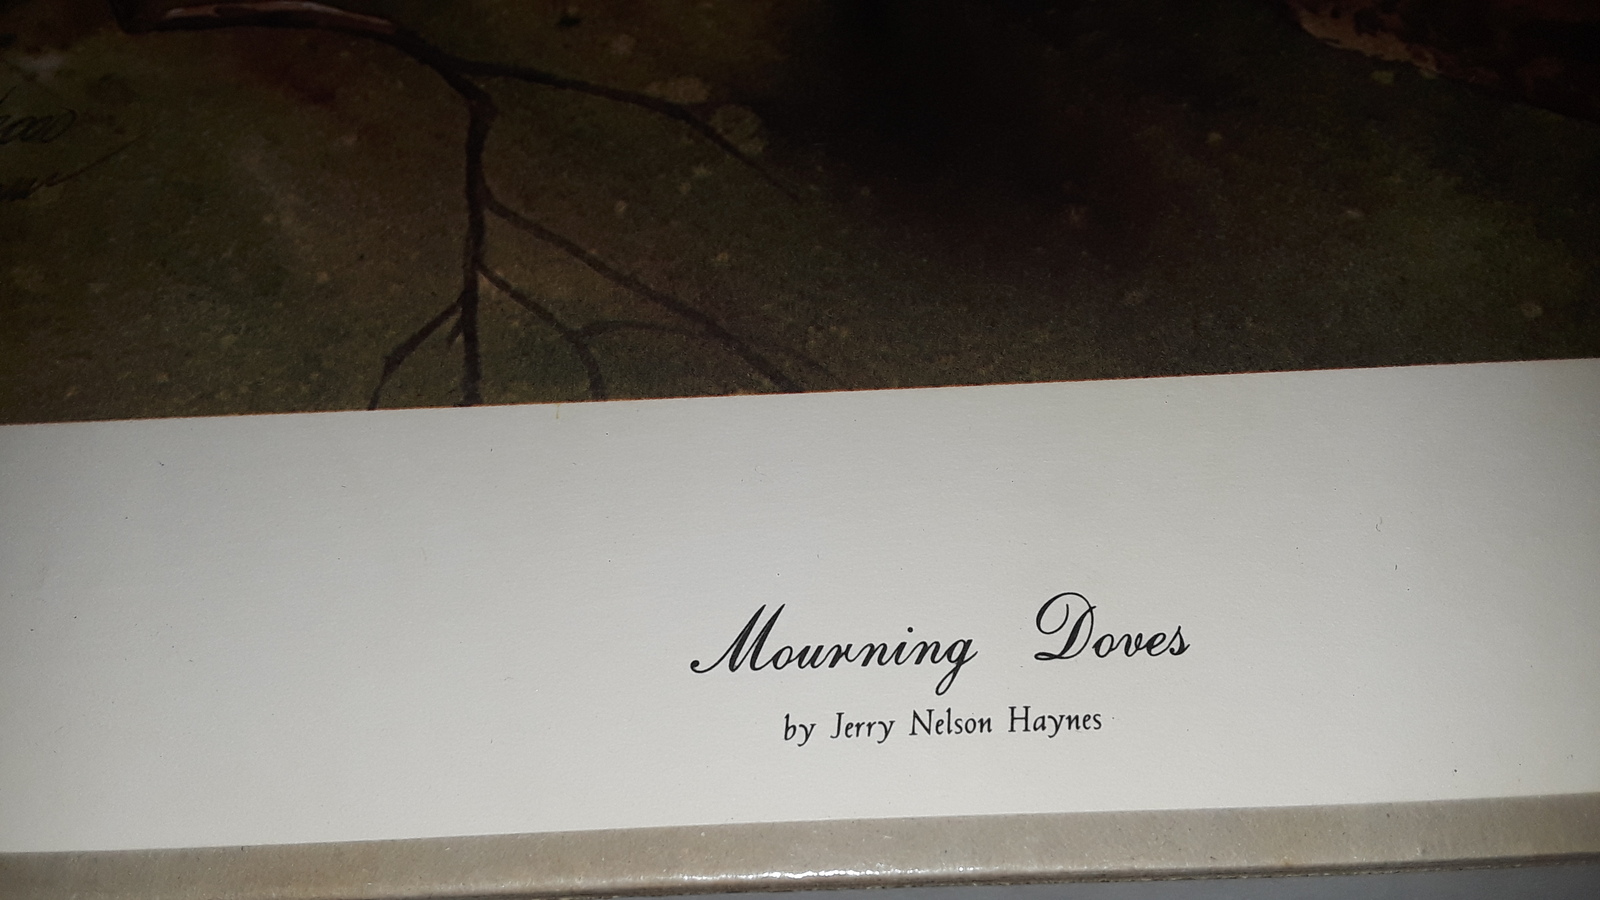 Mourning Doves
by Jerry Nelson Haynes